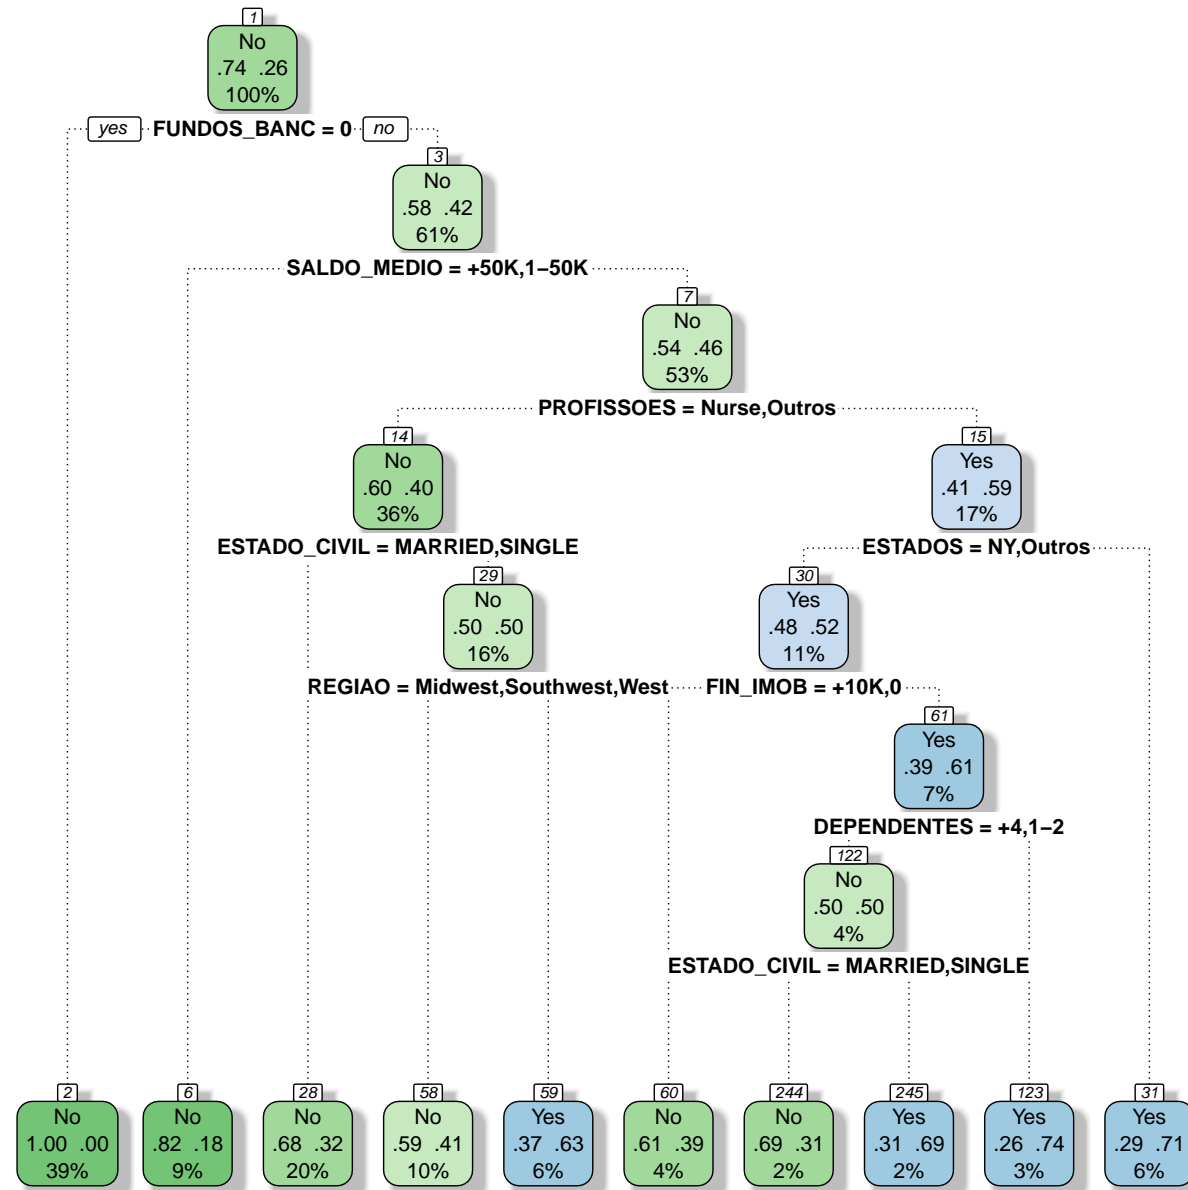 1
No
.74 .26
100%
yes FUNDOS_BANC = 0 no
3
No
.58 .42
61%
SALDO_MEDIO = +50K,1−50K
7
No
.54 .46
53%
PROFISSOES = Nurse,Outros
14
No
.60 .40
36%
15
Yes
.41 .59
17%
ESTADO_CIVIL = MARRIED,SINGLE
ESTADOS = NY,Outros
29
No
.50 .50
16%
30
Yes
.48 .52
11%
REGIAO = Midwest,Southwest,West
FIN_IMOB = +10K,0
61
Yes
.39 .61
7%
DEPENDENTES = +4,1−2
122
No
.50 .50
4%
ESTADO_CIVIL = MARRIED,SINGLE
2
No
1.00 .00
39%
6
No
.82 .18
9%
28
No
.68 .32
20%
58
No
.59 .41
10%
59
Yes
.37 .63
6%
60
No
.61 .39
4%
244
No
.69 .31
2%
245
Yes
.31 .69
2%
123
Yes
.26 .74
3%
31
Yes
.29 .71
6%